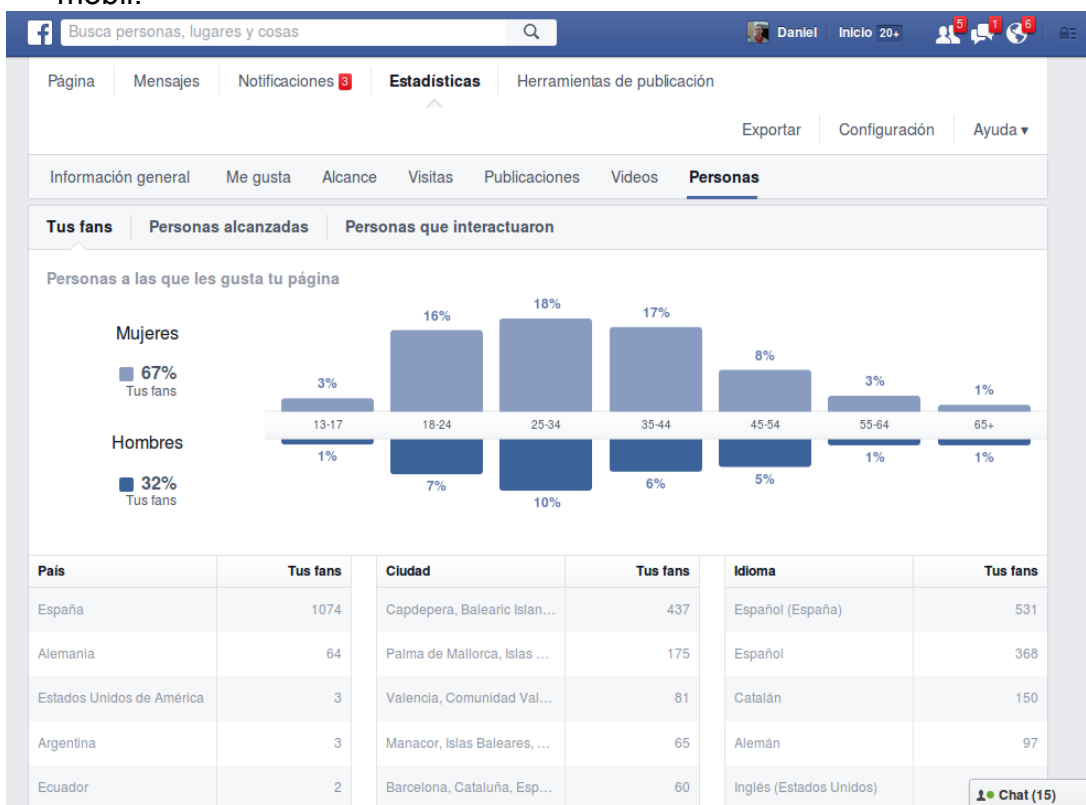 mòbil.
f Busca personas, lugares y cosas Daniel Inicio 20+ 5 1 6
Página Mensajes Notificaciones 3 Estadísticas Herramientas de publicación
Exportar Configuración Ayuda ▾
Información general Me gusta Alcance Visitas Publicaciones Videos Personas
Tus fans Personas alcanzadas Personas que interactuaron
Personas a las que les gusta tu página
Mujeres
67%
Tus fans
3% 16% 18% 17% 8% 3% 1%
13-17 18-24 25-34 35-44 45-54 55-64 65+
Hombres
32%
Tus fans
1% 7% 10% 6% 5% 1% 1%
País Tus fans Ciudad Tus fans Idioma Tus fans
España 1074 Capdepera, Balearic Islan... 437 Español (España) 531
Alemania 64 Palma de Mallorca, Islas ... 175 Español 368
Estados Unidos de América 3 Valencia, Comunidad Val... 81 Catalán 150
Argentina 3 Manacor, Islas Baleares, ... 65 Alemán 97
Ecuador 2 Barcelona, Cataluña, Esp... 60 Inglés (Estados Unidos)
Chat (15)